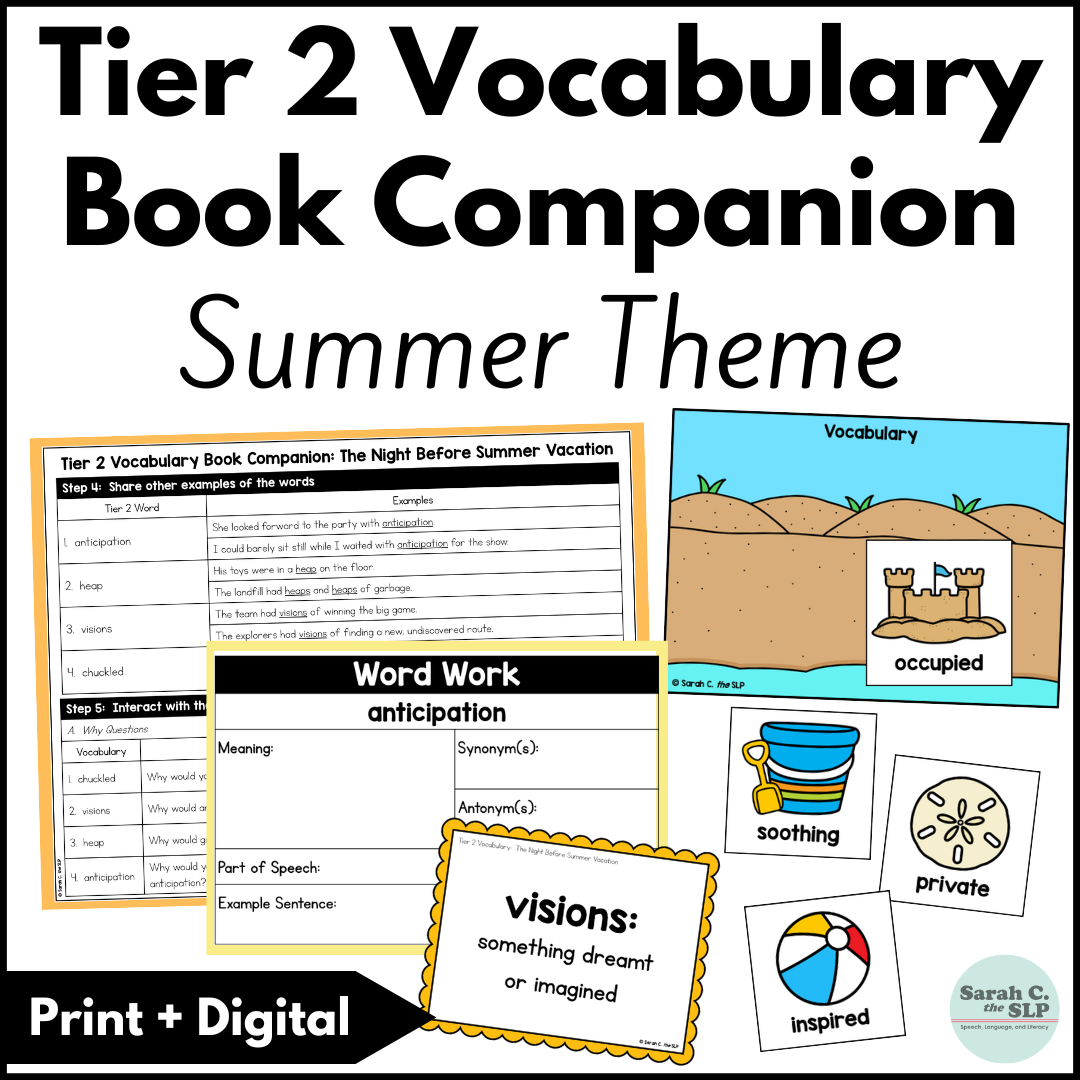 Tier 2 Vocabulary
Book Companion
Summer Theme
Tier 2 Vocabulary Book Companion: The Night Before Summer Vacation
Step 4: Share other examples of the words
Tier 2 Word
Examples
1. anticipation
She looked forward to the party with anticipation.
I could barely sit still while I waited with anticipation for the show.
2. heap
His toys were in a heap on the floor.
The landfill had heaps and heaps of garbage.
3. visions
The team had visions of winning the big game.
The explorers had visions of finding a new, undiscovered route.
4. chuckled
Step 5: Interact with the
A. Why Questions
Vocabulary
1. chuckled
Why would yo
2. visions
Why would an
3. heap
Why would g
4. anticipation
Why would y
anticipation?
© Sarah C. the SLP
Word Work
anticipation
Meaning:
Synonym(s):
Antonym(s):
Part of Speech:
Example Sentence:
Tier 2 Vocabulary: The Night Before Summer Vacation
visions:
something dreamt
or imagined
© Sarah C. the SLP
Vocabulary
occupied
© Sarah C. the SLP
soothing
private
inspired
Print + Digital
Sarah C.
the SLP
Speech, Language, and Literacy